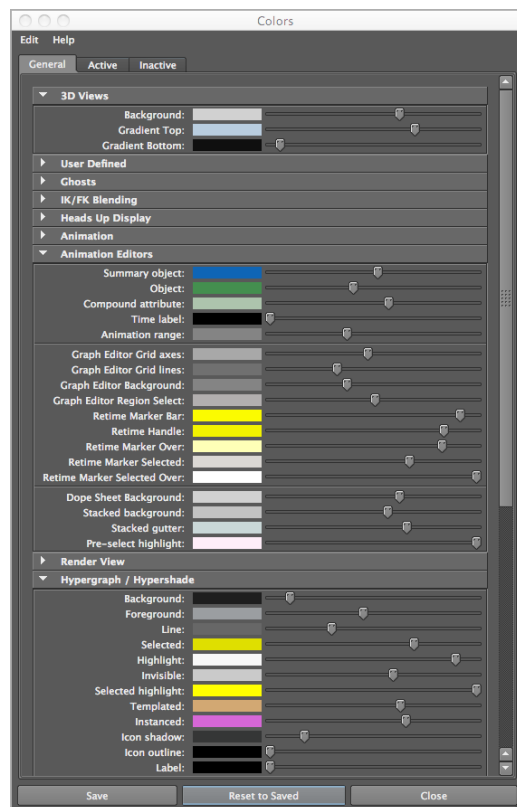 Colors
Edit Help
General Active Inactive
3D Views
Background:
Gradient Top:
Gradient Bottom:
User Defined
Ghosts
IK/FK Blending
Heads Up Display
Animation
Animation Editors
Summary object:
Object:
Compound attribute:
Time label:
Animation range:
Graph Editor Grid axes:
Graph Editor Grid lines:
Graph Editor Background:
Graph Editor Region Select:
Retime Marker Bar:
Retime Handle:
Retime Marker Over:
Retime Marker Selected:
Retime Marker Selected Over:
Dope Sheet Background:
Stacked background:
Stacked gutter:
Pre-select highlight:
Render View
Hypergraph / Hypershade
Background:
Foreground:
Line:
Selected:
Highlight:
Invisible:
Selected highlight:
Templated:
Instanced:
Icon shadow:
Icon outline:
Label:
Save Reset to Saved Close